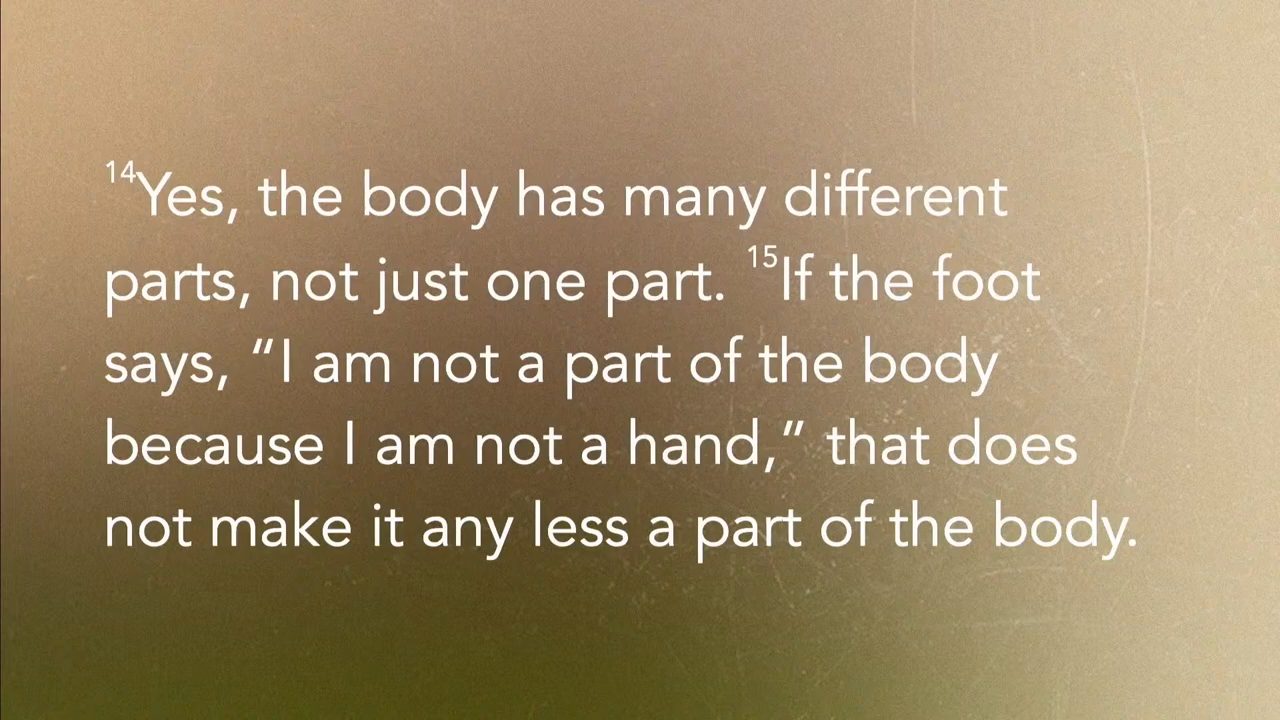 ¹⁴Yes, the body has many different
parts, not just one part. ¹⁵If the foot
says, “I am not a part of the body
because I am not a hand,” that does
not make it any less a part of the body.